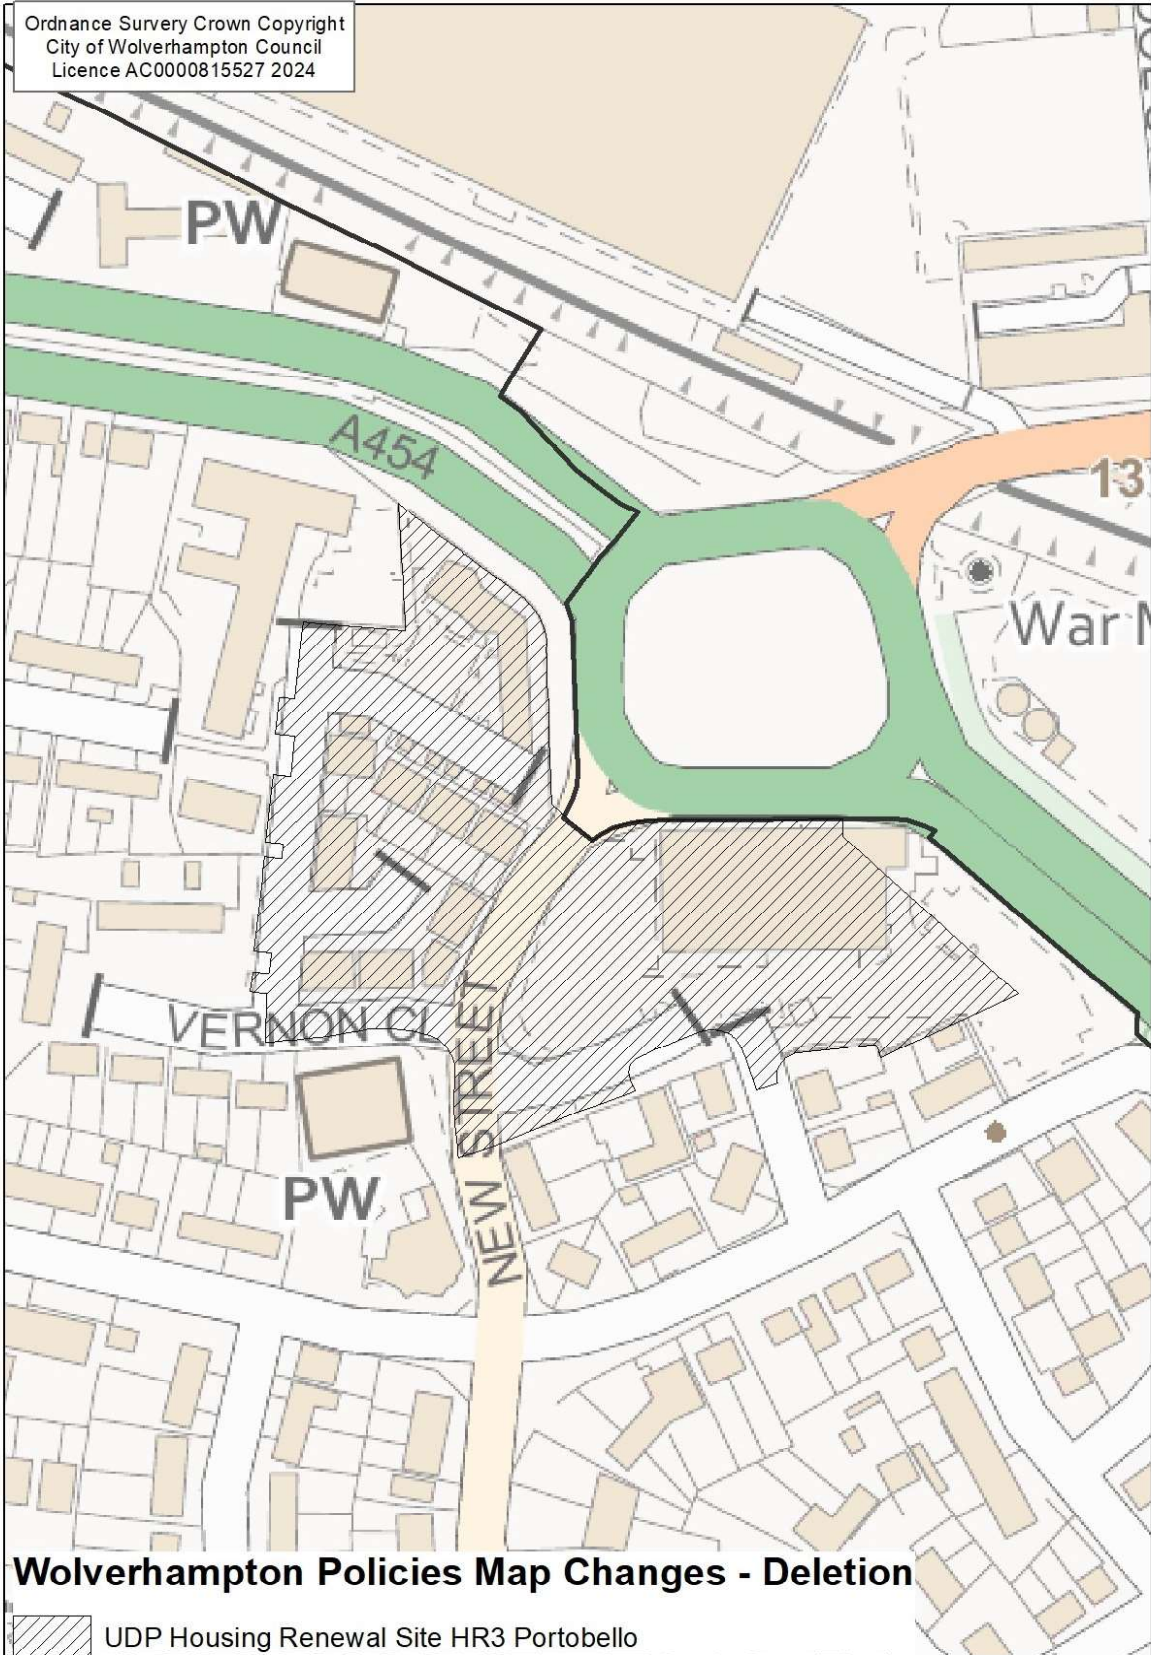 Ordnance Survery Crown Copyright
City of Wolverhampton Council
Licence AC0000815527 2024
PW
A454
13
War M
VERNON CL
NEW STREET
PW
Wolverhampton Policies Map Changes - Deletion
UDP Housing Renewal Site HR3 Portobello